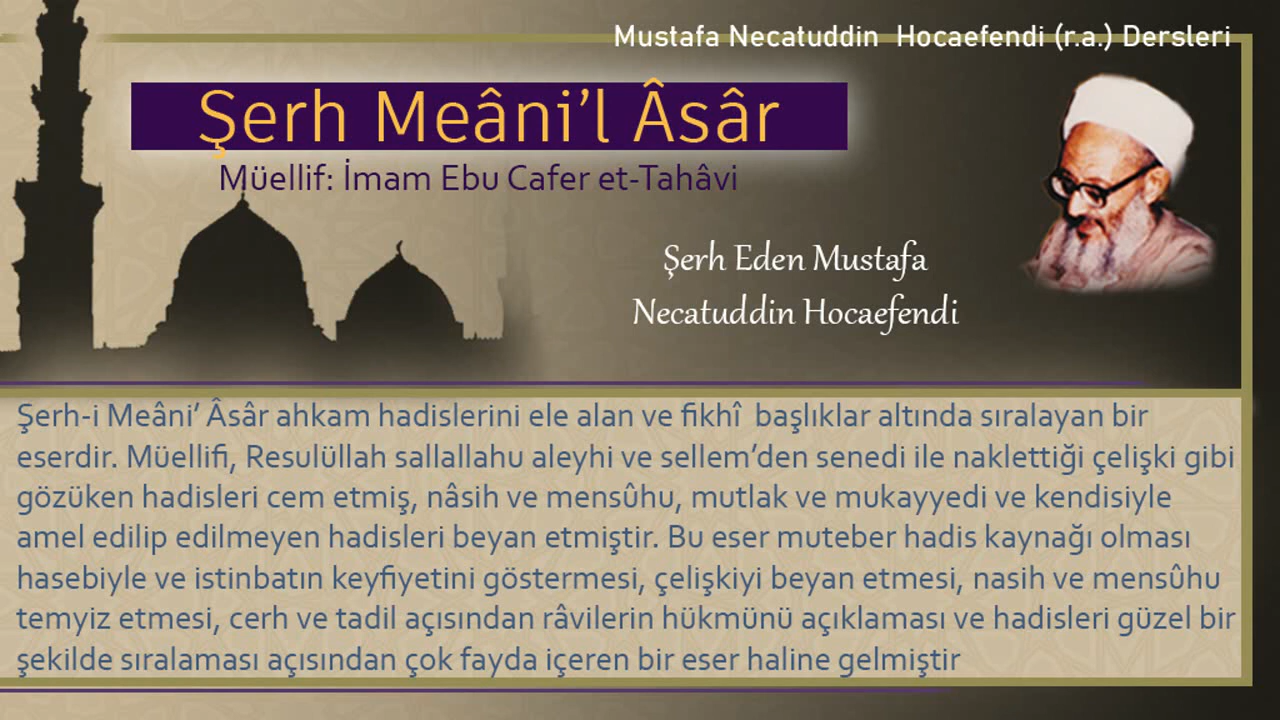 Mustafa Necatuddin Hocaefendi (r.a.) Dersleri
Şerh Meâni’l Âsâr
Müellif: İmam Ebu Cafer et-Tahâvi
Şerh Eden Mustafa
Necatuddin Hocaefendi
Şerh-i Meâni’ Âsâr ahkam hadislerini ele alan ve fikhî başlıklar altında sıralayan bir
eserdir. Müellifi, Resulüllah sallallahu aleyhi ve sellem’den senedi ile naklettiği çelişki gibi
gözüken hadisleri cem etmiş, nâsih ve mensûhu, mutlak ve mukayyedi ve kendisiyle
amel edilip edilmeyen hadisleri beyan etmiştir. Bu eser muteber hadis kaynağı olması
hasebiyle ve istinbatın keyfiyetini göstermesi, çelişkiyi beyan etmesi, nasih ve mensûhu
temyiz etmesi, cerh ve tadil açısından râvilerin hükmünü açıklaması ve hadisleri güzel bir
şekilde sıralaması açısından çok fayda içeren bir eser haline gelmiştir